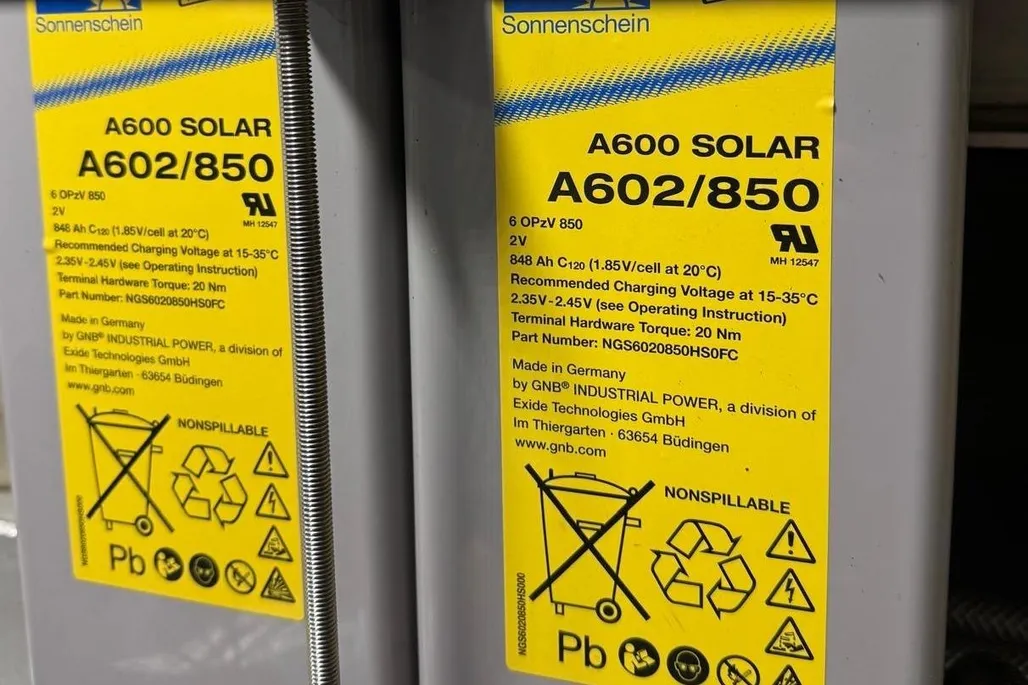 Sonnenschein
A600 SOLAR
A602/850
6 OPzV 850
2V
MH 12547
848 Ah C₁₂₀ (1.85V/cell at 20°C)
Recommended Charging Voltage at 15-35°C
2.35V-2.45V (see Operating Instruction)
Terminal Hardware Torque: 20 Nm
Part Number: NGS6020850HS0FC
Made in Germany
by GNB® INDUSTRIAL POWER, a division of
Exide Technologies GmbH
Im Thiergarten · 63654 Büdingen
www.gnb.com
NONSPILLABLE
Pb
Sonnenschein
A600 SOLAR
A602/850
6 OPzV 850
2V
MH 12547
848 Ah C₁₂₀ (1.85V/cell at 20°C)
Recommended Charging Voltage at 15-35°C
2.35V-2.45V (see Operating Instruction)
Terminal Hardware Torque: 20 Nm
Part Number: NGS6020850HS0FC
Made in Germany
by GNB® INDUSTRIAL POWER, a division of
Exide Technologies GmbH
Im Thiergarten · 63654 Büdingen
www.gnb.com
NONSPILLABLE
NGS6020850HS000
Pb